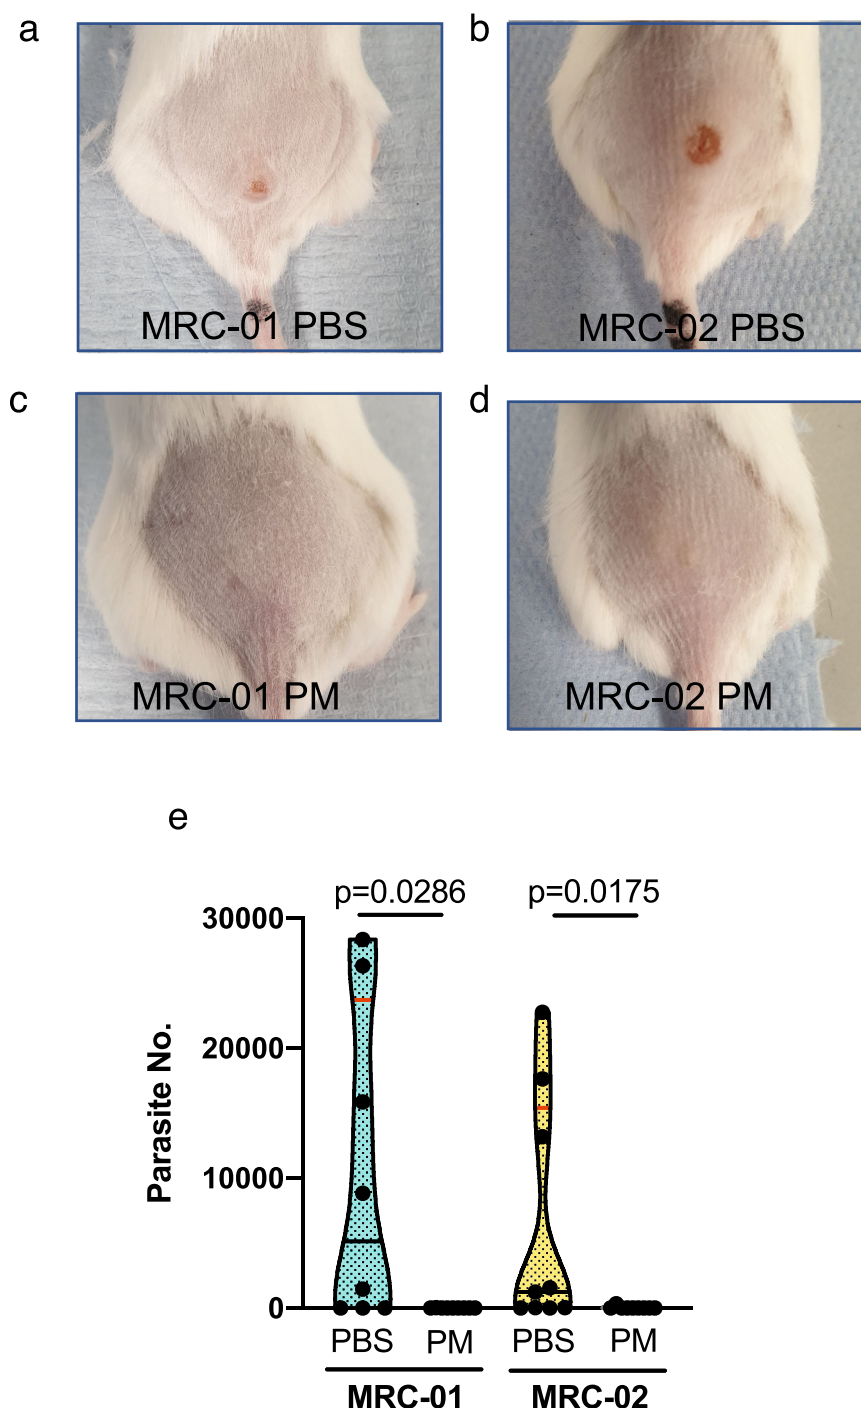 a
b
MRC-01 PBS
MRC-02 PBS
c
d
MRC-01 PM
MRC-02 PM
e
p=0.0286
p=0.0175
30000
20000
10000
0
Parasite No.
PBS
PM
PBS
PM
MRC-01
MRC-02